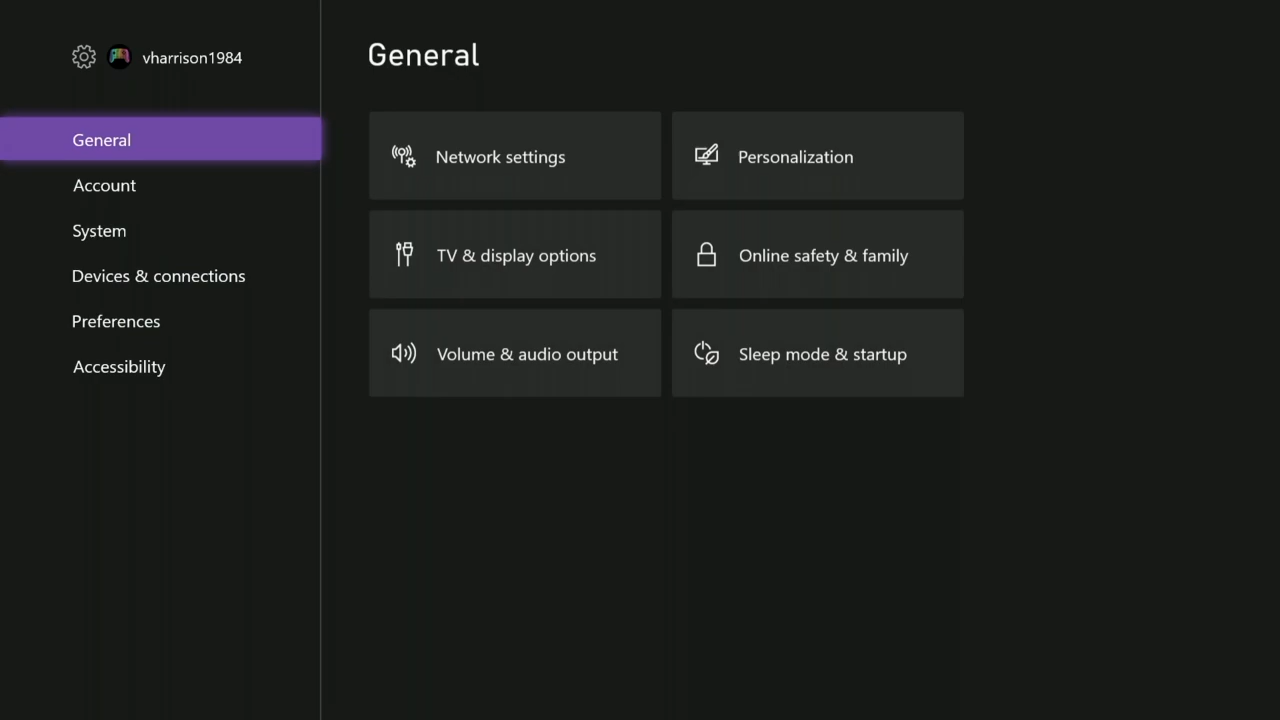 vharrison1984
General
Account
System
Devices & connections
Preferences
Accessibility
General
Network settings
Personalization
TV & display options
Online safety & family
Volume & audio output
Sleep mode & startup